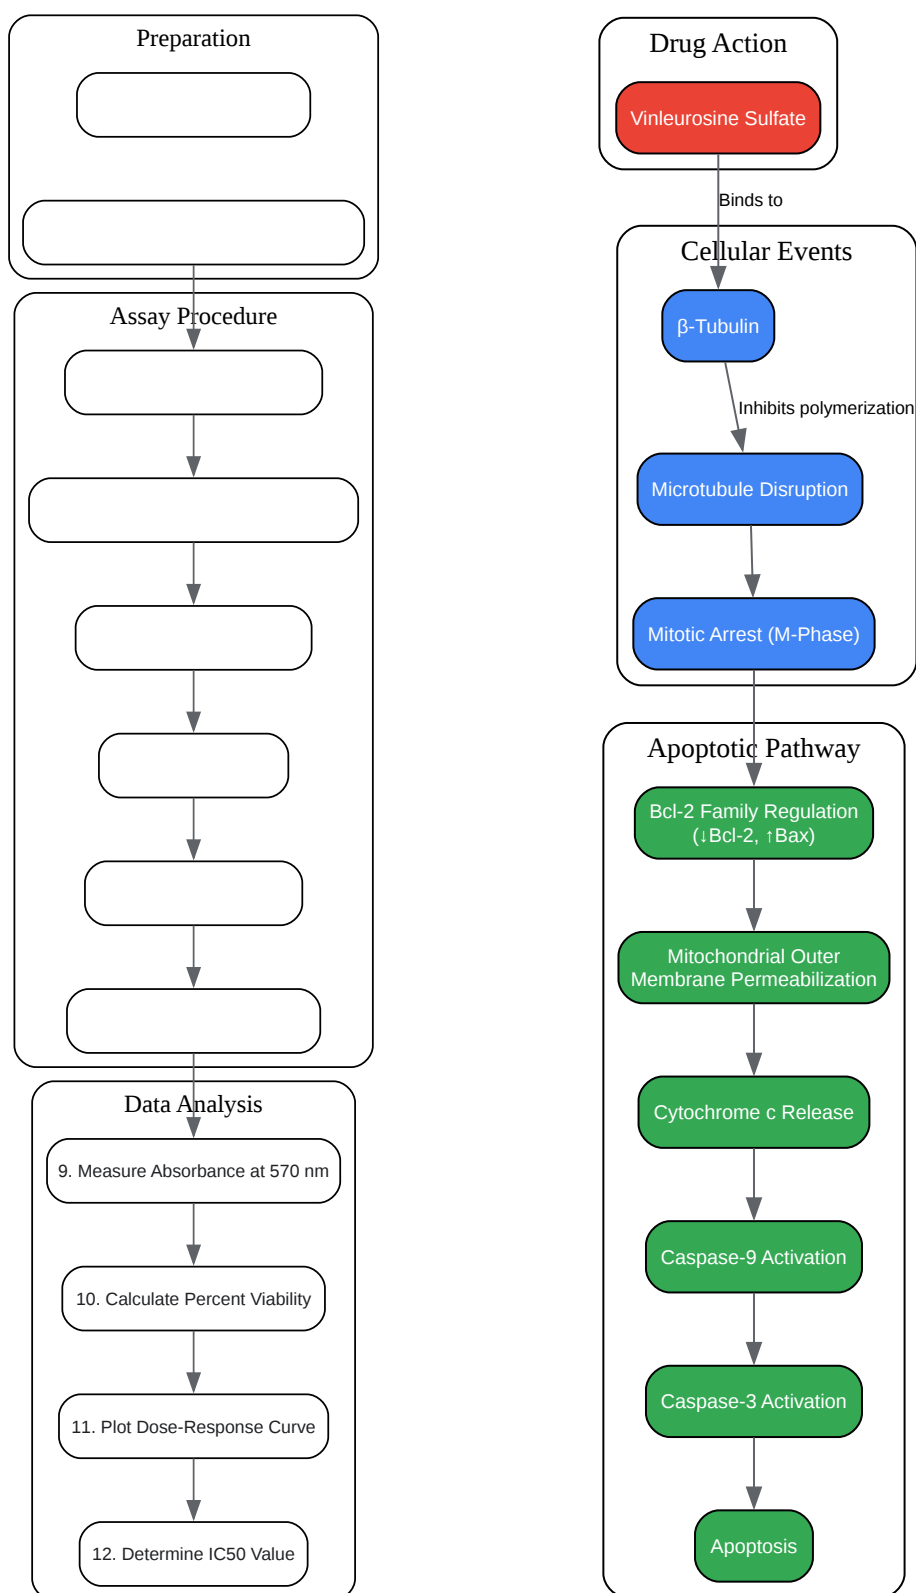 Preparation
Assay Procedure
Data Analysis
9. Measure Absorbance at 570 nm
10. Calculate Percent Viability
11. Plot Dose-Response Curve
12. Determine IC50 Value
Drug Action
Vinleurosine Sulfate
Binds to
Cellular Events
β-Tubulin
Inhibits polymerization
Microtubule Disruption
Mitotic Arrest (M-Phase)
Apoptotic Pathway
Bcl-2 Family Regulation
(↓Bcl-2, ↑Bax)
Mitochondrial Outer
Membrane Permeabilization
Cytochrome c Release
Caspase-9 Activation
Caspase-3 Activation
Apoptosis